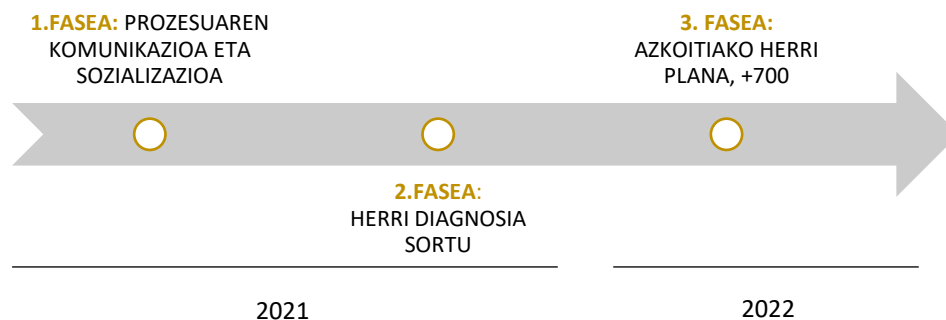 1.FASEA: PROZESUAREN
KOMUNIKAZIOA ETA
SOZIALIZAZIOA
3. FASEA:
AZKOITIAKO HERRI
PLANA, +700
2.FASEA:
HERRI DIAGNOSIA
SORTU
2021
2022